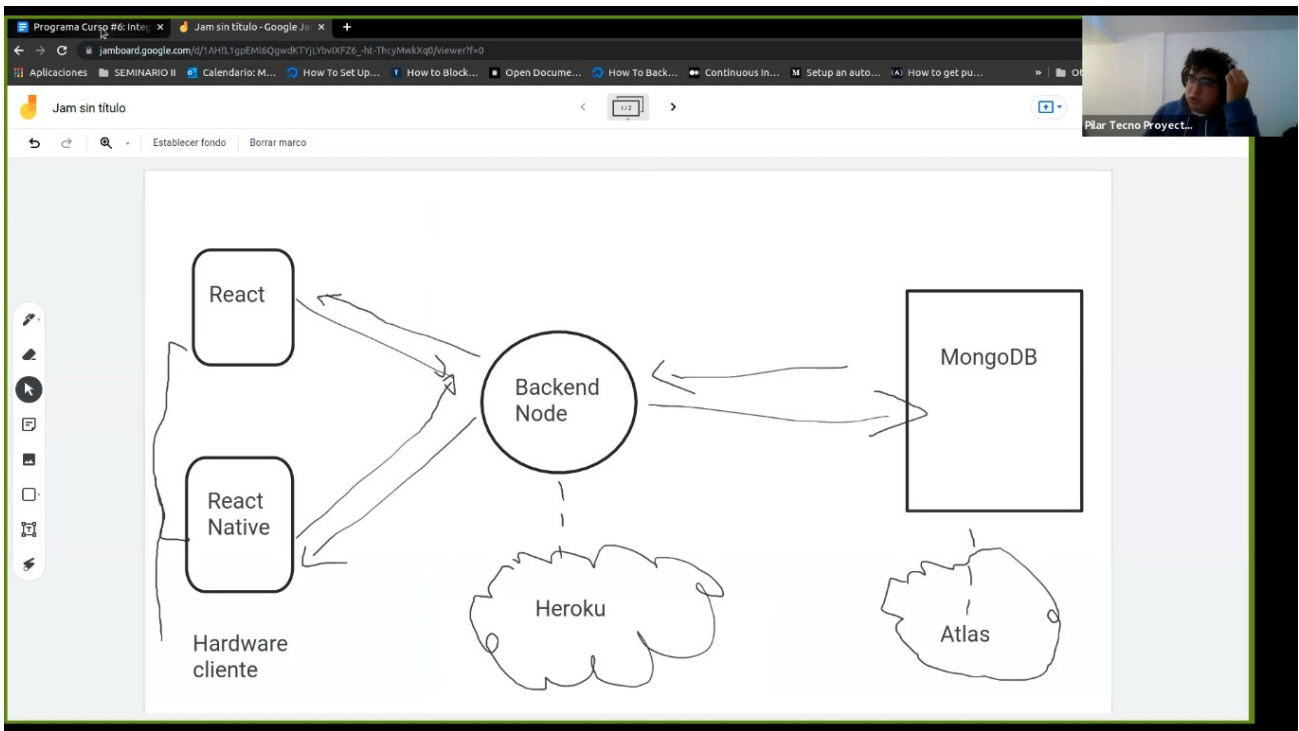 Programa Curso #6: Integ
Jam sin título - Google Ja
jamboard.google.com/d/1AHfL1gpEMl6QgwdKTYjLYbvIXFZ6_-ht-ThcyMwkXq0/viewer?f=0
Aplicaciones SEMINARIO II Calendario: M... How To Set Up... How to Block... Open Docume... How To Back... Continuous In... Setup an auto... How to get pu... » Ot
Jam sin título
1/2
Pilar Tecno Proyect...
Establecer fondo Borrar marco
React
MongoDB
Backend
Node
React
Native
Heroku
Hardware
cliente
Atlas